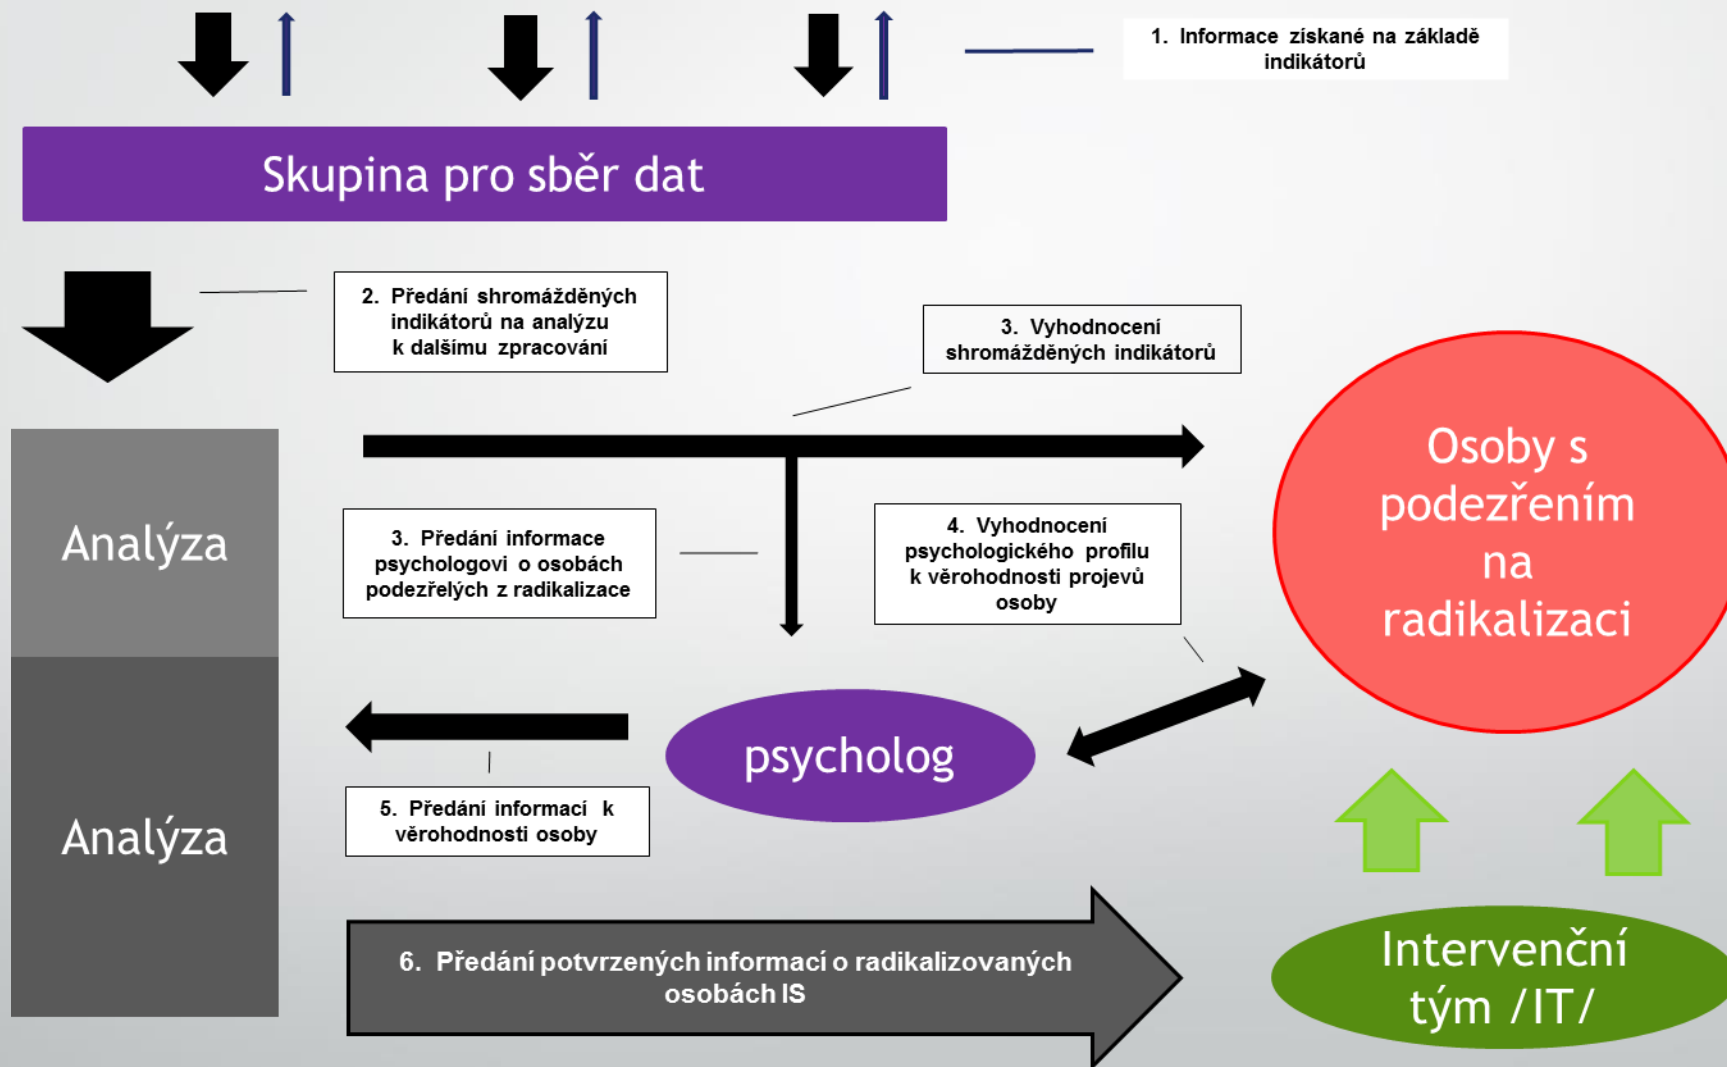 1. Informace získané na základě
indikátorů
Skupina pro sběr dat
2. Předání shromážděných
indikátorů na analýzu
k dalšímu zpracování
3. Vyhodnocení
shromážděných indikátorů
Osoby s
podezřením
na
radikalizaci
Analýza
3. Předání informace
psychologovi o osobách
podezřelých z radikalizace
4. Vyhodnocení
psychologického profilu
k věrohodnosti projevů
osoby
psycholog
5. Předání informací k
věrohodnosti osoby
Analýza
6. Předání potvrzených informací o radikalizovaných
osobách IS
Intervenční
tým /IT/